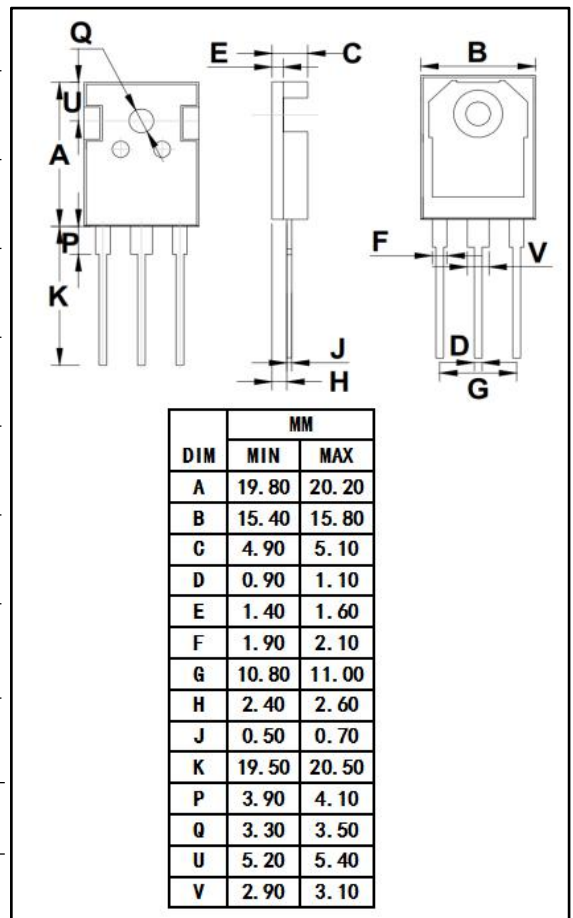 Q
E
C
B
U
A
P
K
F
V
J
D
H
G
MM
DIM MIN MAX
A 19.80 20.20
B 15.40 15.80
C 4.90 5.10
D 0.90 1.10
E 1.40 1.60
F 1.90 2.10
G 10.80 11.00
H 2.40 2.60
J 0.50 0.70
K 19.50 20.50
P 3.90 4.10
Q 3.30 3.50
U 5.20 5.40
V 2.90 3.10